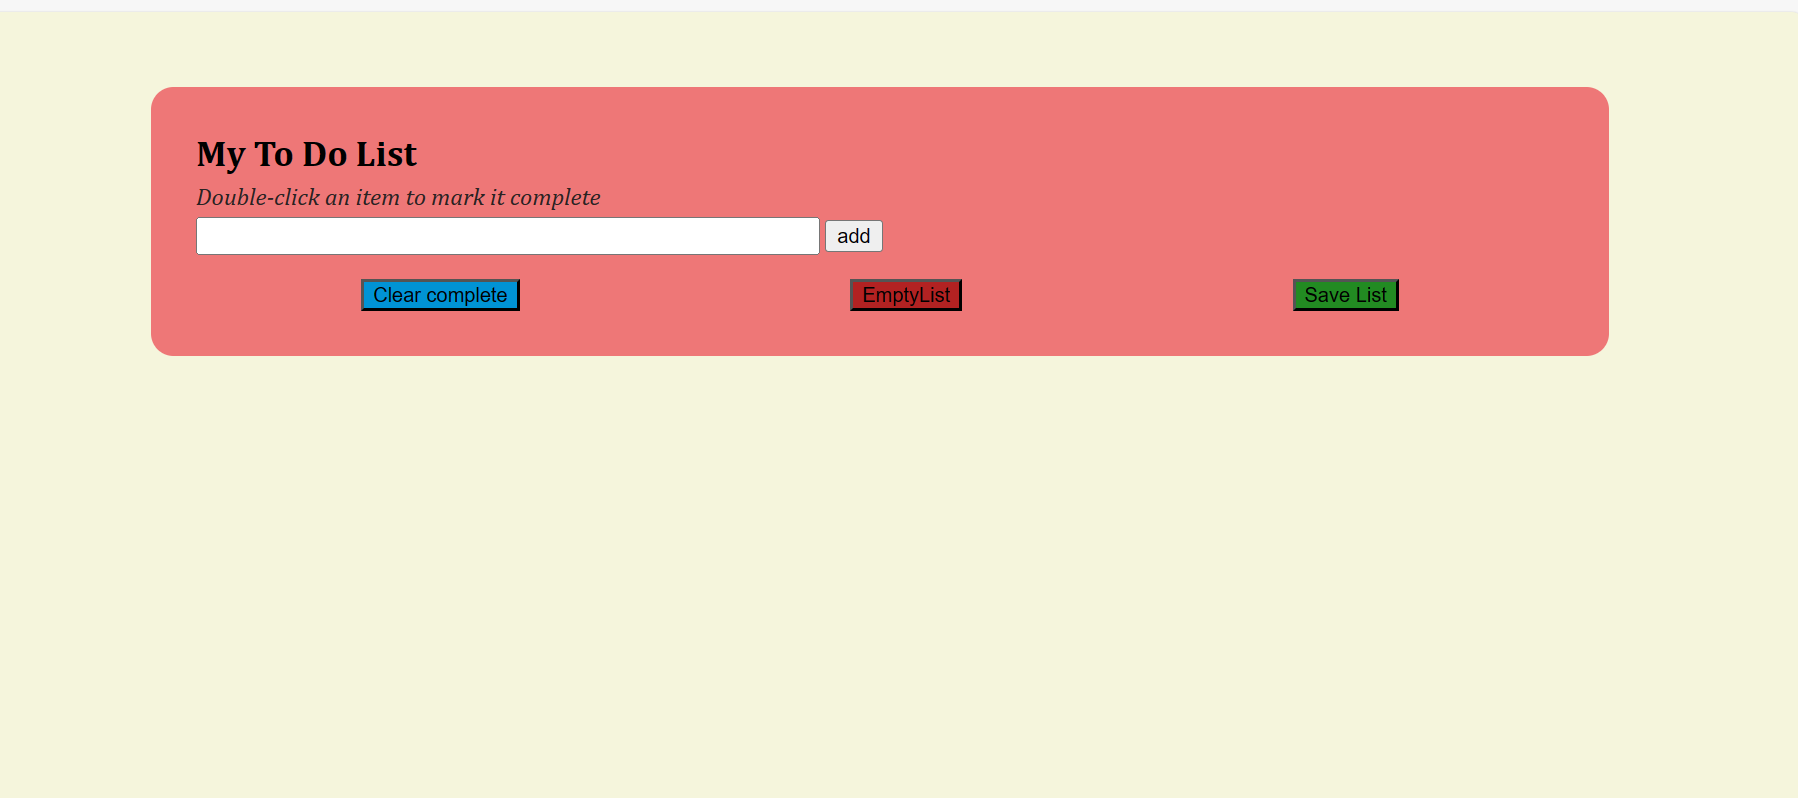 My To Do List
Double-click an item to mark it complete
add
Clear complete EmptyList Save List